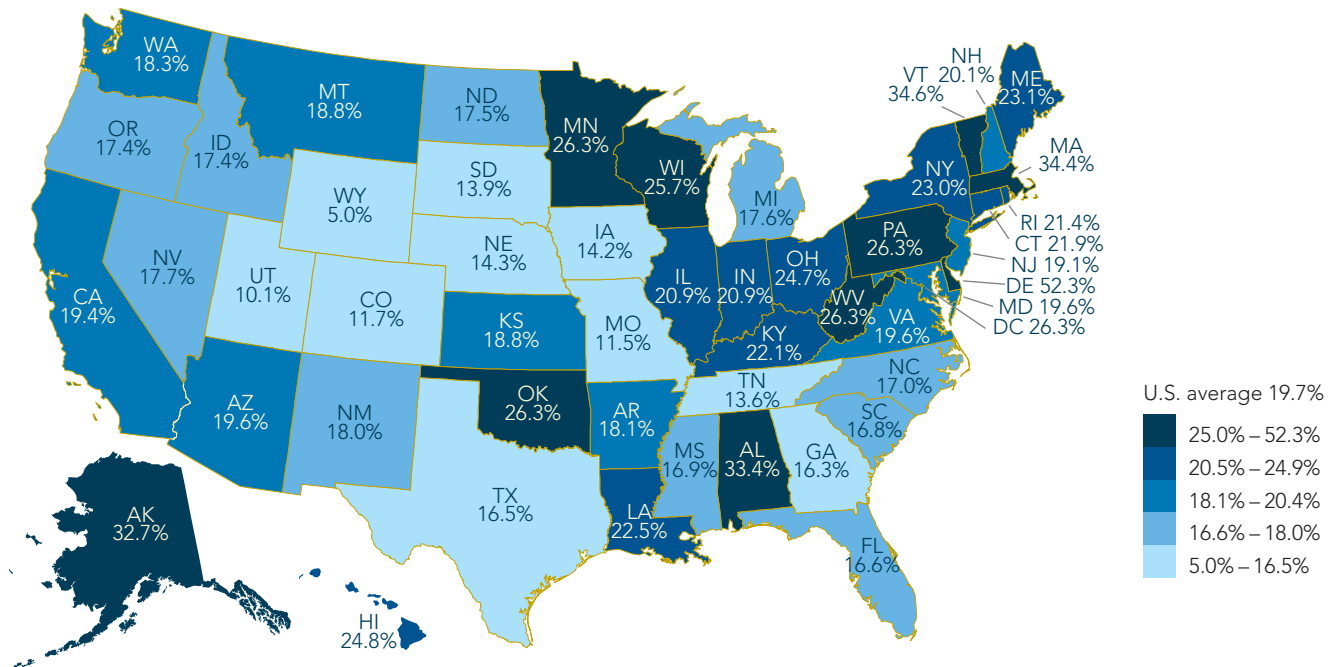 WA
18.3%
MT
18.8%
ND
17.5%
MN
26.3%
OR
17.4%
ID
17.4%
WY
5.0%
SD
13.9%
WI
25.7%
MI
17.6%
NH
20.1%
VT
34.6%
ME
23.1%
MA
34.4%
NY
23.0%
RI 21.4%
CT 21.9%
NJ 19.1%
DE 52.3%
MD 19.6%
DC 26.3%
PA
26.3%
NV
17.7%
UT
10.1%
CO
11.7%
NE
14.3%
IA
14.2%
IL
20.9%
IN
20.9%
OH
24.7%
WV
26.3%
VA
19.6%
CA
19.4%
KS
18.8%
MO
11.5%
KY
22.1%
NC
17.0%
TN
13.6%
SC
16.8%
AZ
19.6%
NM
18.0%
OK
26.3%
AR
18.1%
MS
16.9%
AL
33.4%
GA
16.3%
TX
16.5%
LA
22.5%
FL
16.6%
AK
32.7%
HI
24.8%
U.S. average 19.7%
25.0% – 52.3%
20.5% – 24.9%
18.1% – 20.4%
16.6% – 18.0%
5.0% – 16.5%